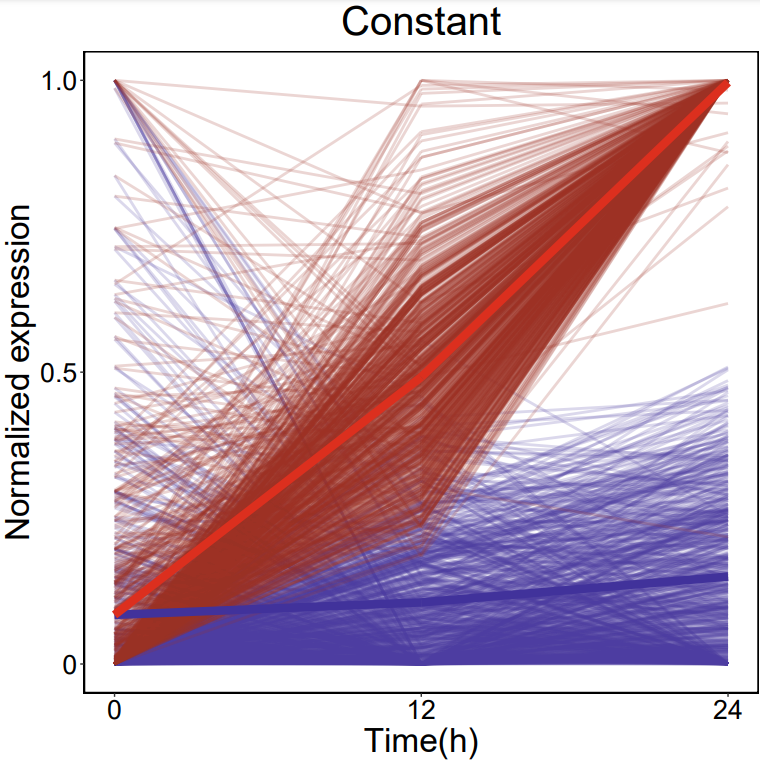 Constant
Normalized expression
1.0
0.5
0
0 12 24
Time(h)